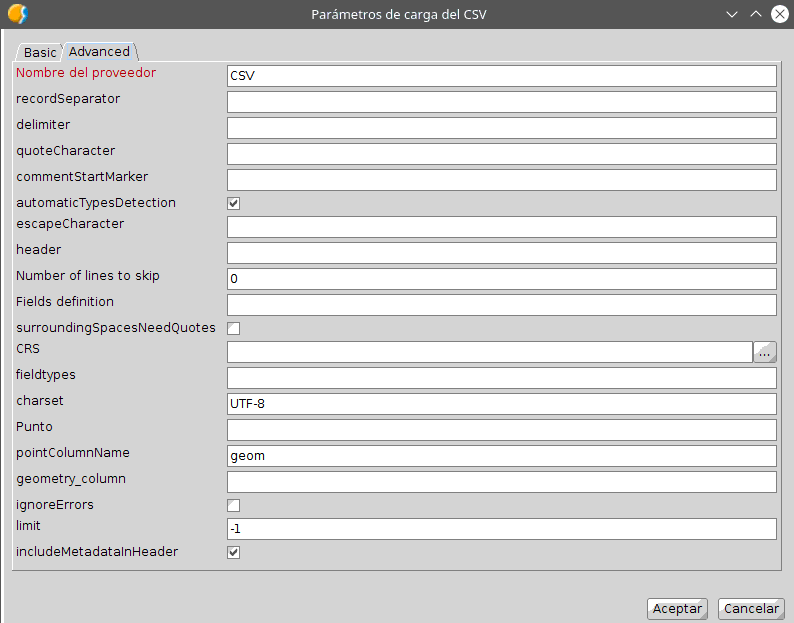 Parámetros de carga del CSV
Basic Advanced
Nombre del proveedor CSV
recordSeparator
delimiter
quoteCharacter
commentStartMarker
automaticTypesDetection
escapeCharacter
header
Number of lines to skip 0
Fields definition
surroundingSpacesNeedQuotes
CRS ...
fieldtypes
charset UTF-8
Punto
pointColumnName geom
geometry_column
ignoreErrors
limit -1
includeMetadataInHeader
Aceptar Cancelar